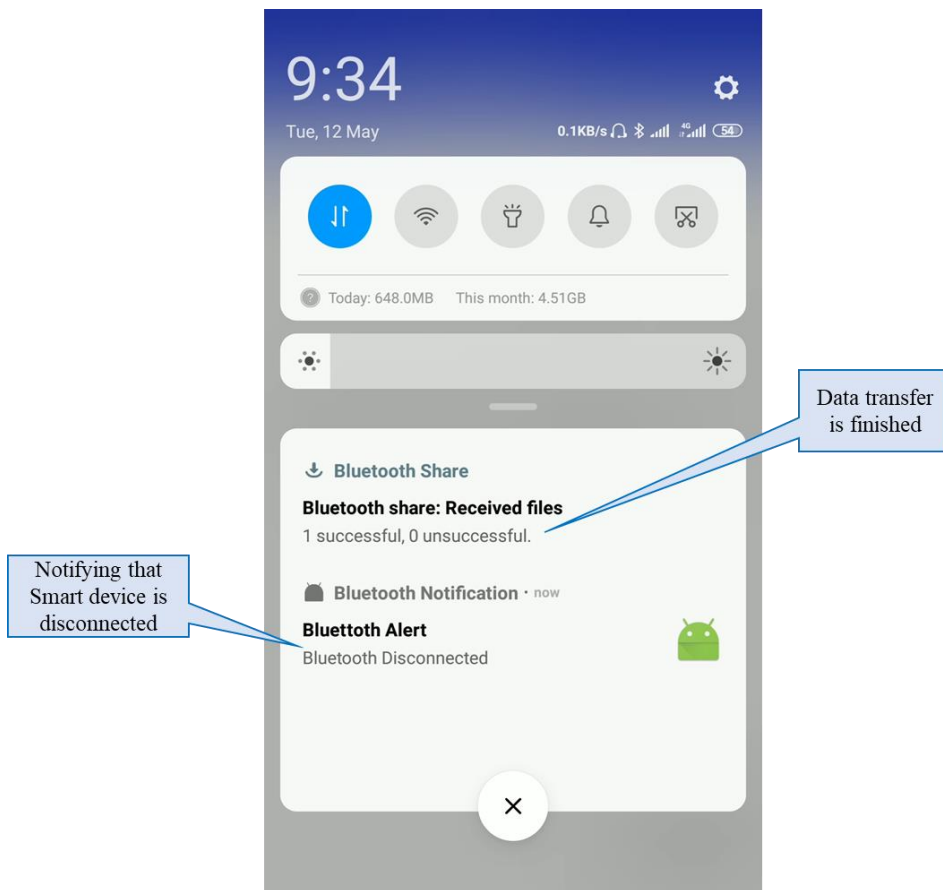 9:34
Tue, 12 May
0.1KB/s 4G 54
Today: 648.0MB This month: 4.51GB
Data transfer
is finished
Bluetooth Share
Bluetooth share: Received files
1 successful, 0 unsuccessful.
Notifying that
Smart device is
disconnected
Bluetooth Notification · now
Bluettoth Alert
Bluetooth Disconnected